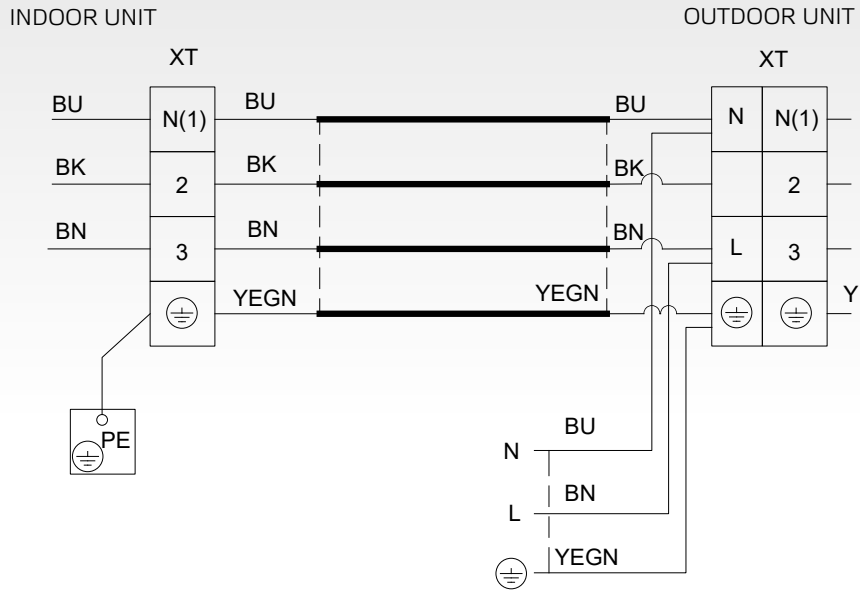 INDOOR UNIT OUTDOOR UNIT
XT XT
BU N(1) BU BU N N(1)
BK 2 BK BK 2
BN 3 BN BN L 3
YEGN YEGN Y
PE
N BU
L BN
YEGN